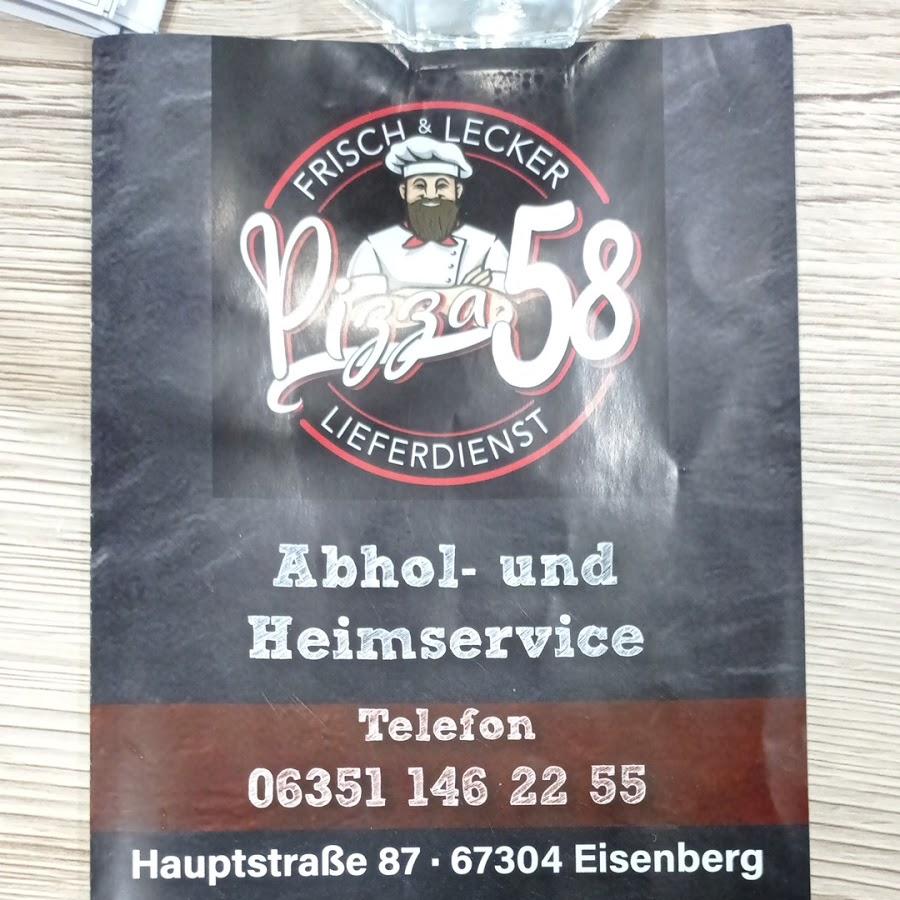 FRISCH & LECKER
Pizza 58
LIEFERDIENST
Abhol- und
Heimservice
Telefon
06351 146 22 55
Hauptstraße 87 · 67304 Eisenberg